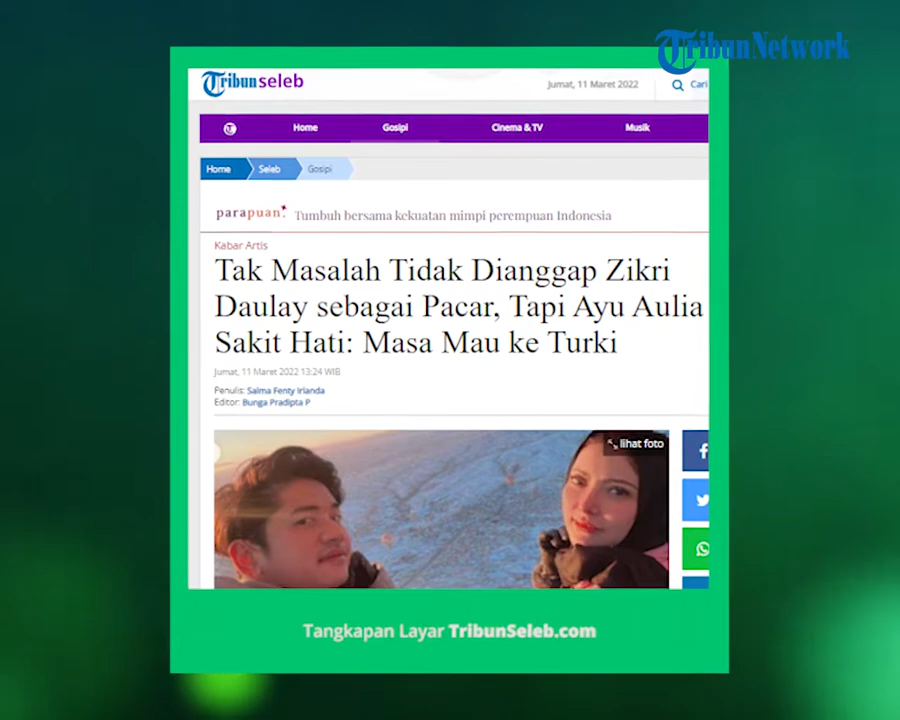 TribunNetwork
Tribunseleb
Jumat, 11 Maret 2022
Cari
Home
Gosipi
Cinema & TV
Musik
Home
Seleb
Gosipi
parapuan.
Tumbuh bersama kekuatan mimpi perempuan Indonesia
Kabar Artis
Tak Masalah Tidak Dianggap Zikri
Daulay sebagai Pacar, Tapi Ayu Aulia
Sakit Hati: Masa Mau ke Turki
Jumat, 11 Maret 2022 13:24 WIB
Penulis: Salma Fenty Irlanda
Editor: Bunga Pradipta P
lihat foto
Tangkapan Layar TribunSeleb.com